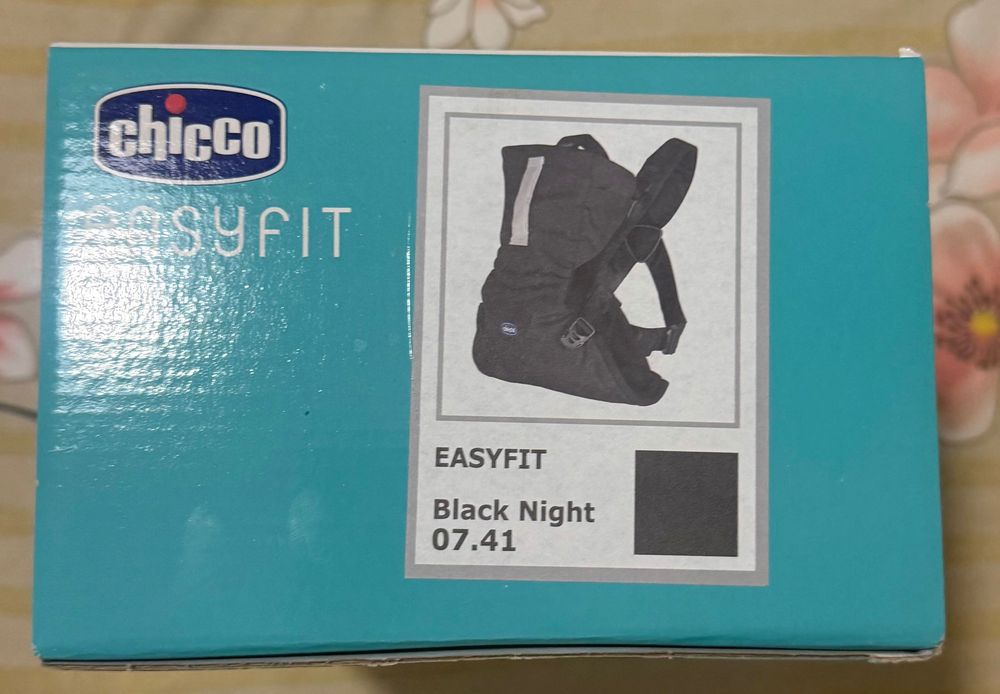 chicco
EASYFIT
EASYFIT
Black Night
07.41